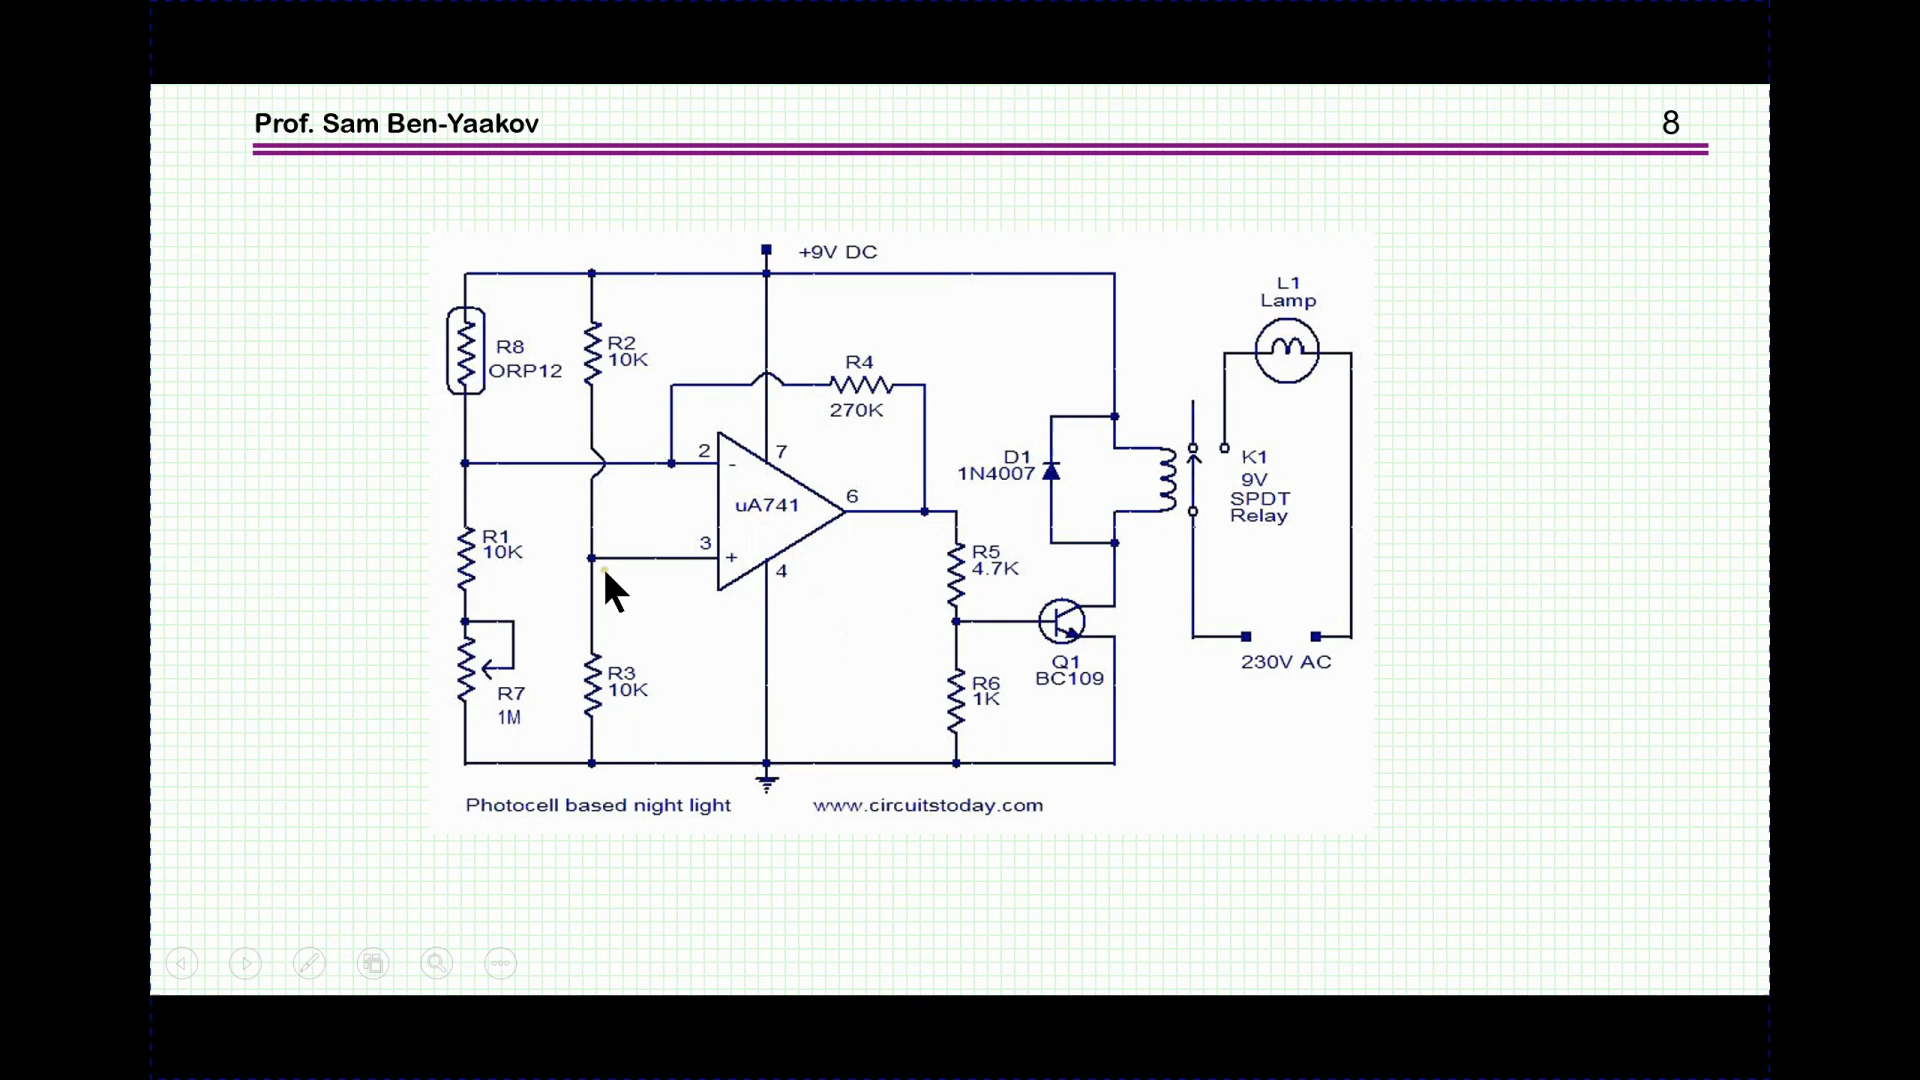 Prof. Sam Ben-Yaakov
8
+9V DC
L1
Lamp
R8
ORP12
R2
10K
R4
270K
2
-
7
uA741
6
3
+
4
D1
1N4007
K1
9V
SPDT
Relay
R1
10K
R5
4.7K
R7
1M
R3
10K
R6
1K
Q1
BC109
230V AC
Photocell based night light
www.circuitstoday.com